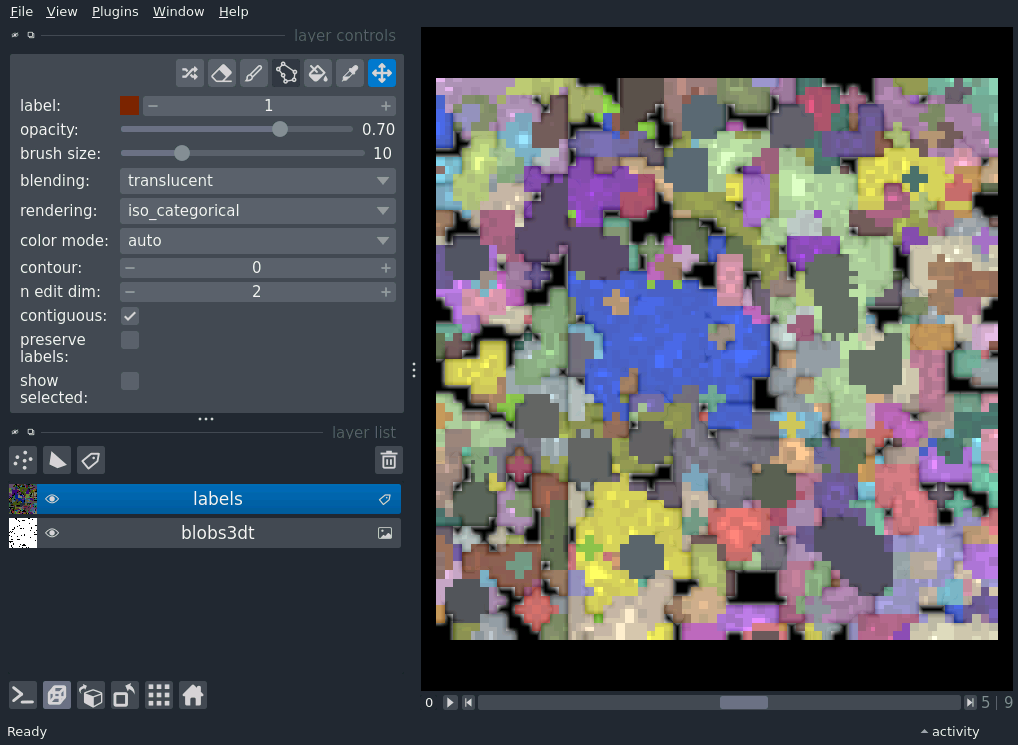 File View Plugins Window Help
layer controls
label: 1
opacity: 0.70
brush size: 10
blending: translucent
rendering: iso_categorical
color mode: auto
contour: 0
n edit dim: 2
contiguous:
preserve
labels:
show
selected:
layer list
labels
blobs3dt
0 5 | 9
Ready activity